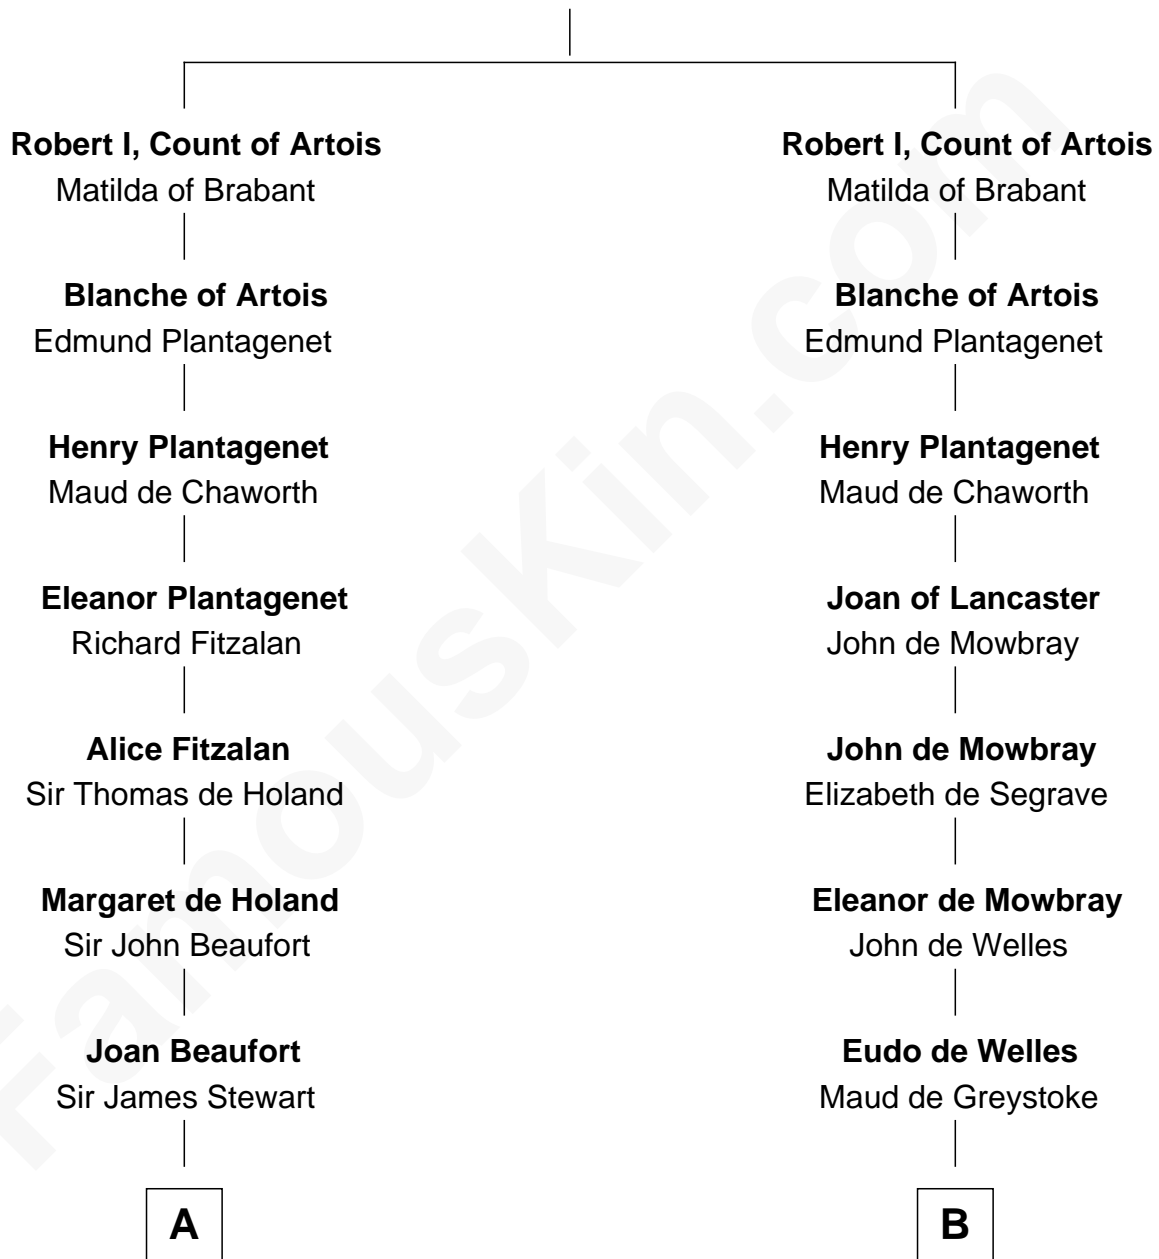 Robert I, Count of Artois
Matilda of Brabant
Blanche of Artois
Edmund Plantagenet
Henry Plantagenet
Maud de Chaworth
Eleanor Plantagenet
Richard Fitzalan
Alice Fitzalan
Sir Thomas de Holand
Margaret de Holand
Sir John Beaufort
Joan Beaufort
Sir James Stewart
A
Robert I, Count of Artois
Matilda of Brabant
Blanche of Artois
Edmund Plantagenet
Henry Plantagenet
Maud de Chaworth
Joan of Lancaster
John de Mowbray
John de Mowbray
Elizabeth de Segrave
Eleanor de Mowbray
John de Welles
Eudo de Welles
Maud de Greystoke
B
FamousKin.com